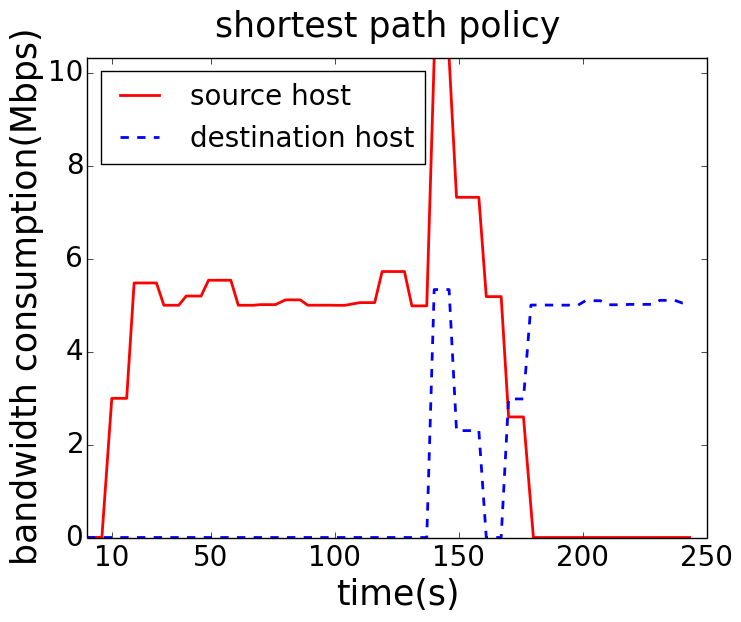 shortest path policy
bandwidth consumption(Mbps)
10
8
6
4
2
0
source host
destination host
10 50 100 150 200 250
time(s)